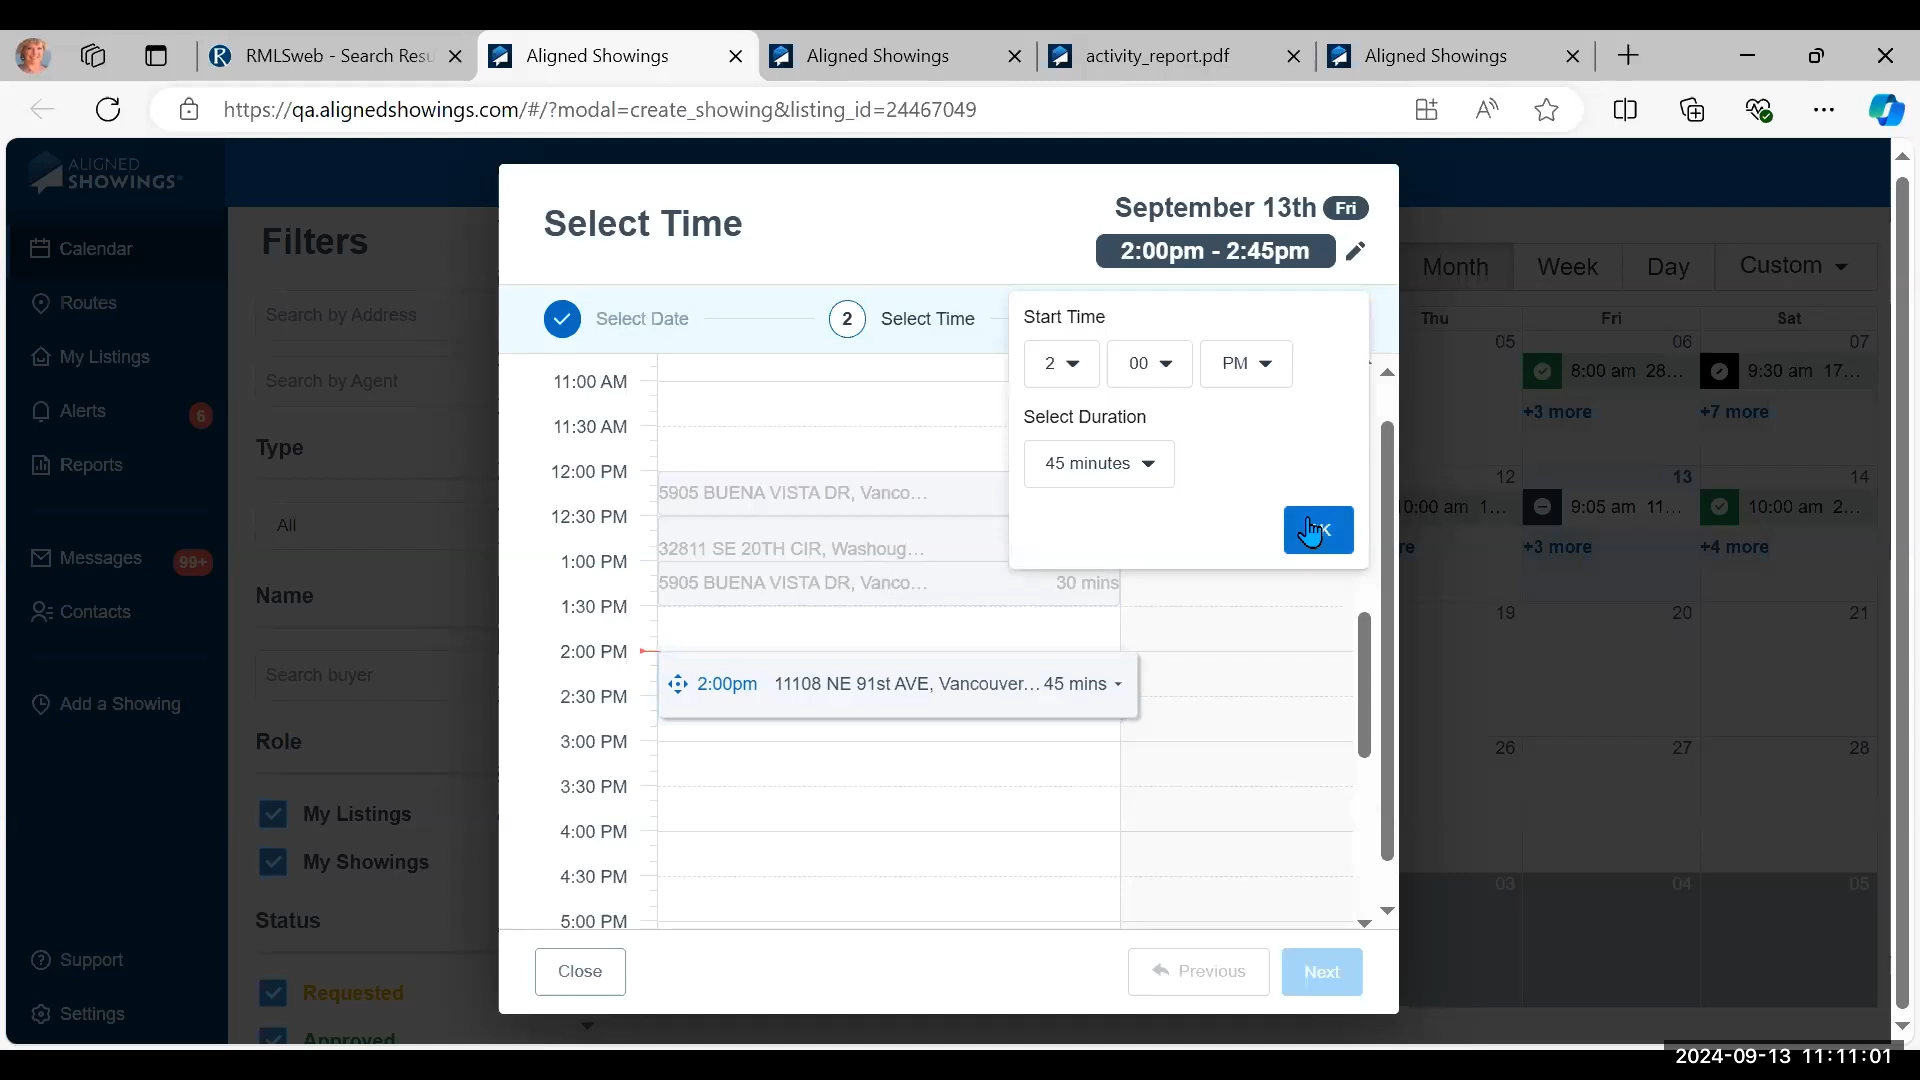 RMLSweb - Search Resu
Aligned Showings
Aligned Showings
activity_report.pdf
Aligned Showings
https://qa.alignedshowings.com/#/?modal=create_showing&listing_id=24467049
ALIGNED
SHOWINGS
Calendar
Routes
My Listings
Alerts 6
Reports
Messages 99+
Contacts
Add a Showing
Support
Settings
Filters
Search by Address
Search by Agent
Type
All
Name
Search buyer
Role
My Listings
My Showings
Status
Requested
Approved
Select Time
September 13th Fri
2:00pm - 2:45pm
Select Date
2 Select Time
Start Time
2 00 PM
Select Duration
45 minutes
11:00 AM
11:30 AM
12:00 PM
5905 BUENA VISTA DR, Vanco...
12:30 PM
32811 SE 20TH CIR, Washoug...
1:00 PM
5905 BUENA VISTA DR, Vanco... 30 mins
1:30 PM
2:00 PM
2:00pm 11108 NE 91st AVE, Vancouver... 45 mins
2:30 PM
3:00 PM
3:30 PM
4:00 PM
4:30 PM
5:00 PM
Close
Previous
Next
Month Week Day Custom
Thu Fri Sat
05 06 07
8:00 am 28... 9:30 am 17...
+3 more +7 more
12 13 14
0:00 am 1... 9:05 am 11... 10:00 am 2...
re +3 more +4 more
19 20 21
26 27 28
03 04 05
2024-09-13 11:11:01